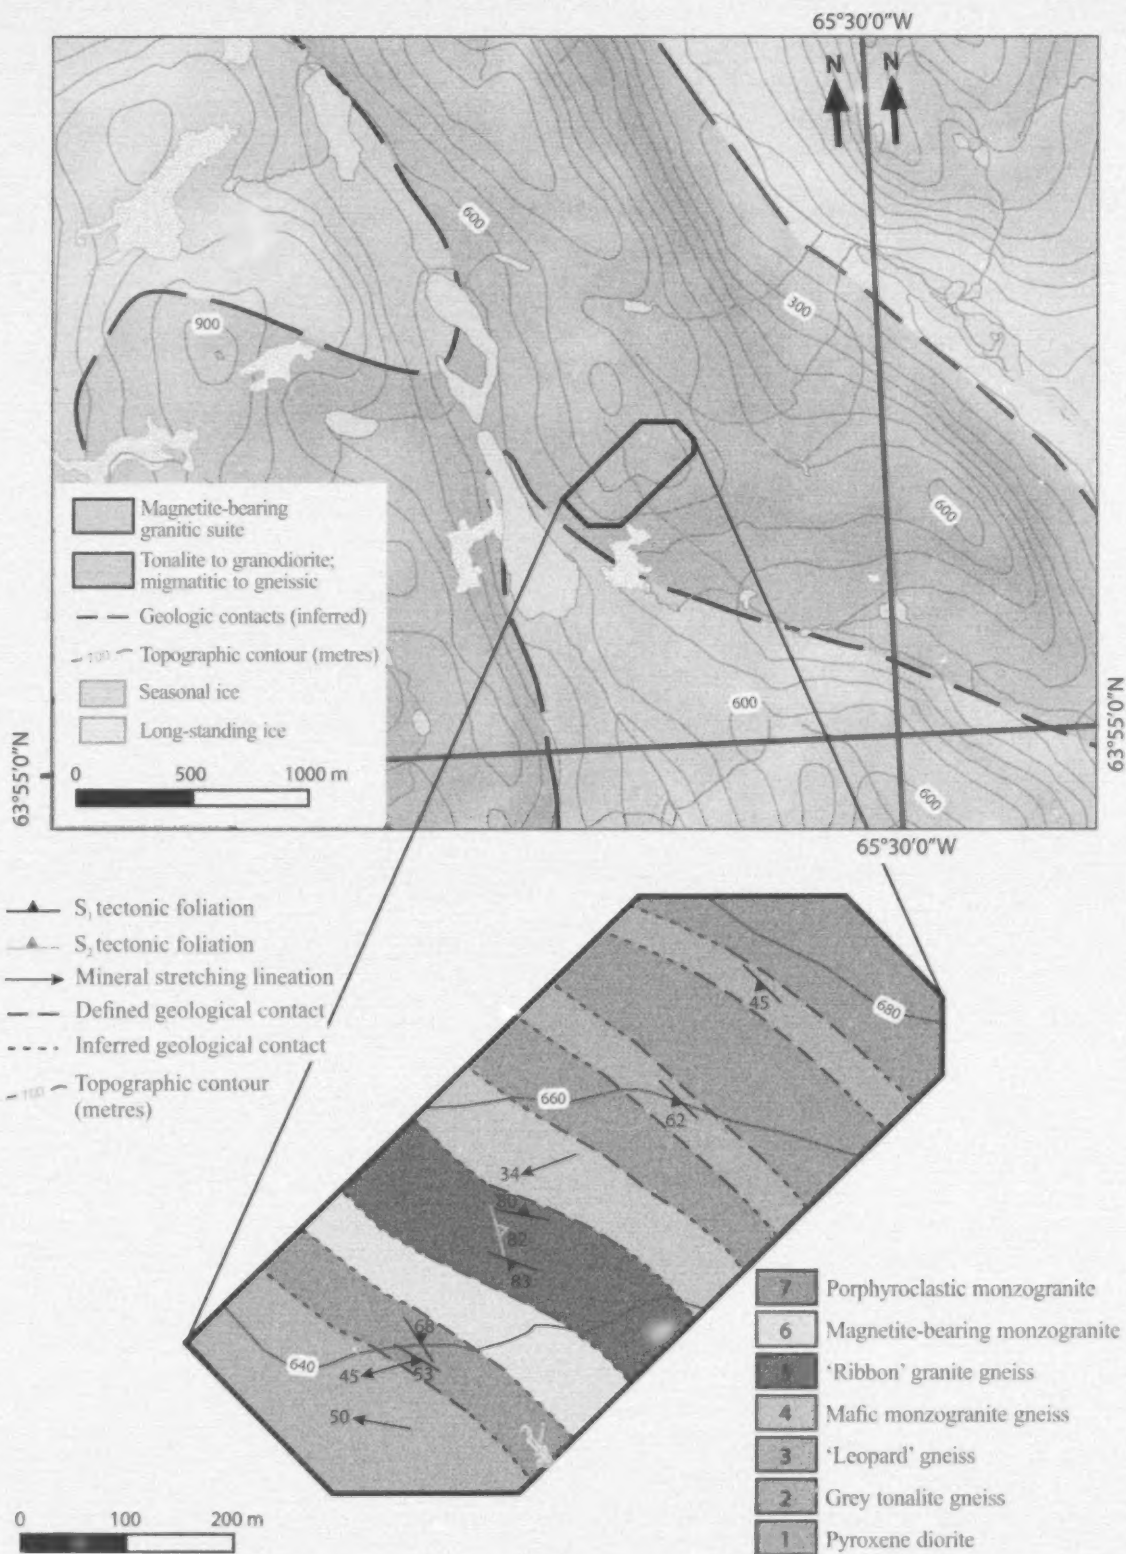 65°30'0"W
N N
600
300
900
600
Magnetite-bearing
granitic suite
Tonalite to granodiorite;
migmatitic to gneissic
Geologic contacts (inferred)
100 Topographic contour (metres)
Seasonal ice
Long-standing ice
0 500 1000 m
600
600
63°55'0"N
63°55'0"N
65°30'0"W
S₁ tectonic foliation
S₂ tectonic foliation
Mineral stretching lineation
Defined geological contact
Inferred geological contact
100 Topographic contour
(metres)
45
680
660
62
34
80
82
83
68
640
45
53
50
7 Porphyroclastic monzogranite
6 Magnetite-bearing monzogranite
5 'Ribbon' granite gneiss
4 Mafic monzogranite gneiss
3 'Leopard' gneiss
2 Grey tonalite gneiss
1 Pyroxene diorite
0 100 200 m